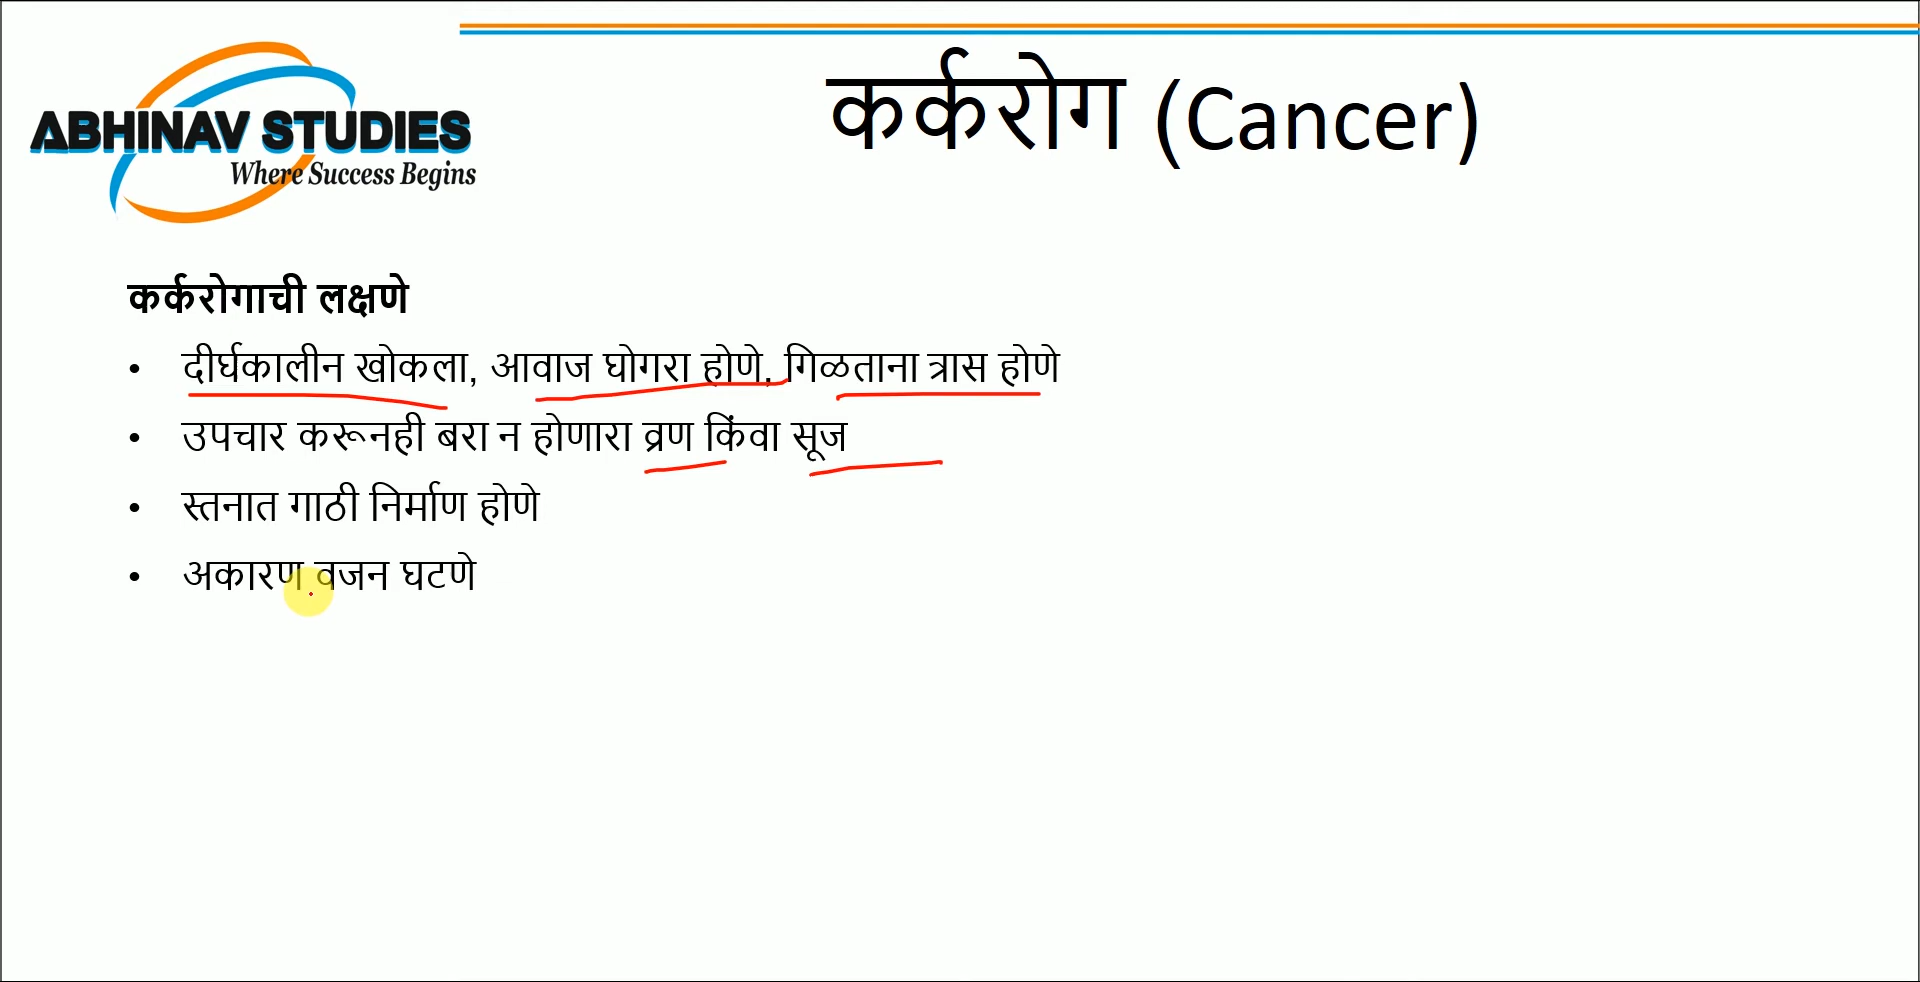 ABHINAV STUDIES
Where Success Begins
कर्करोग (Cancer)
कर्करोगाची लक्षणे
• दीर्घकालीन खोकला, आवाज घोगरा होणे, गिळताना त्रास होणे
• उपचार करूनही बरा न होणारा व्रण किंवा सूज
• स्तनात गाठी निर्माण होणे
• अकारण वजन घटणे